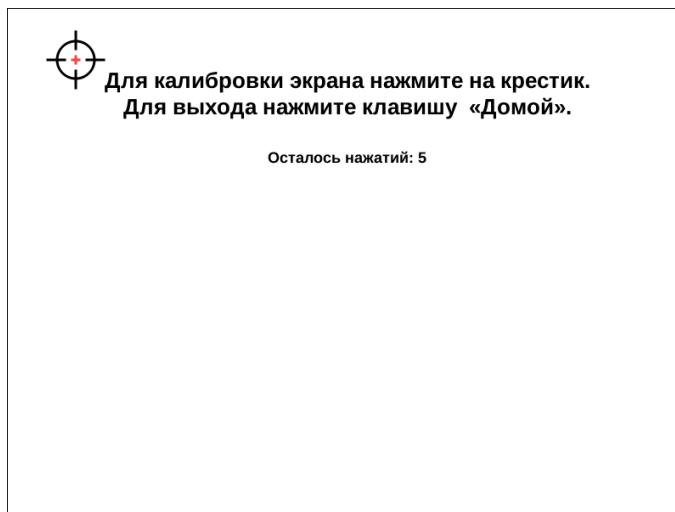 Для калибровки экрана нажмите на крестик.
Для выхода нажмите клавишу «Домой».
Осталось нажатий: 5